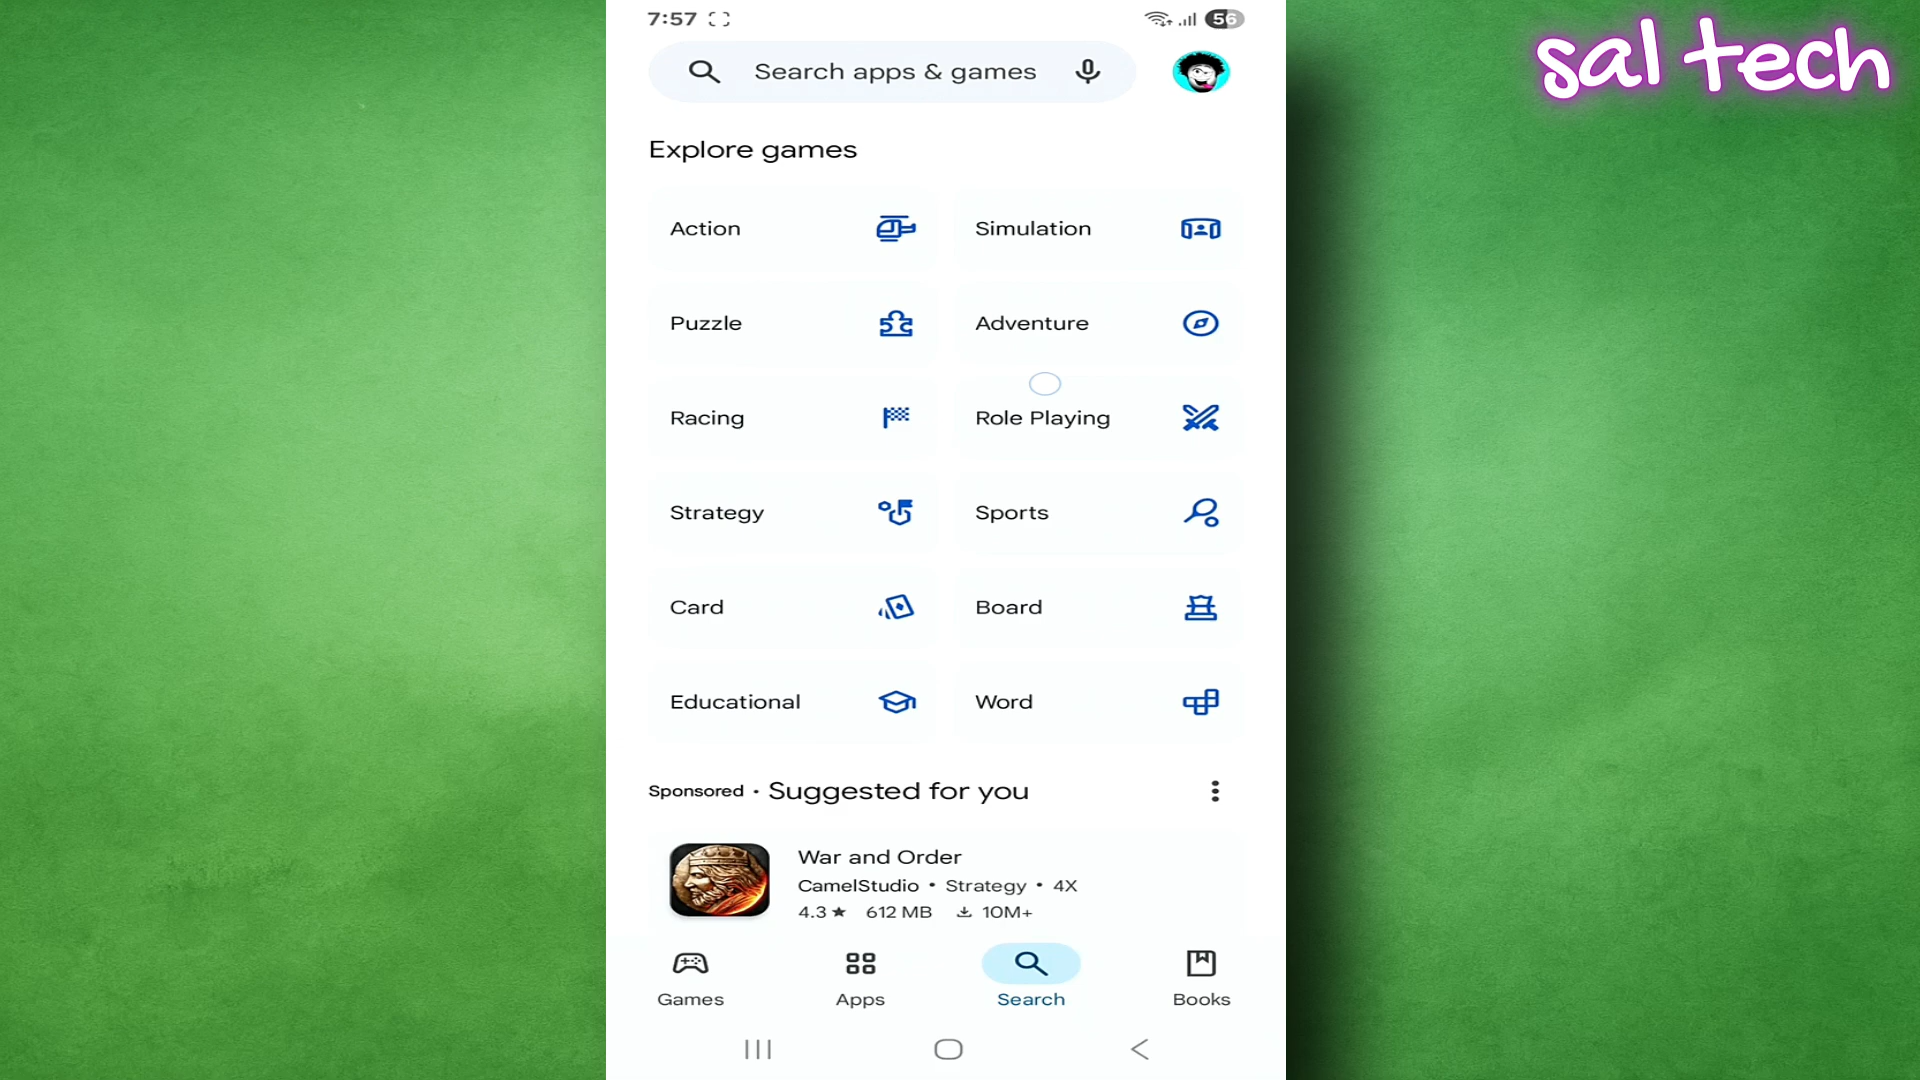 7:57
56
sal tech
Search apps & games
Explore games
Action
Simulation
Puzzle
Adventure
Racing
Role Playing
Strategy
Sports
Card
Board
Educational
Word
Sponsored • Suggested for you
War and Order
CamelStudio • Strategy • 4X
4.3★ 612 MB 10M+
Games
Apps
Search
Books